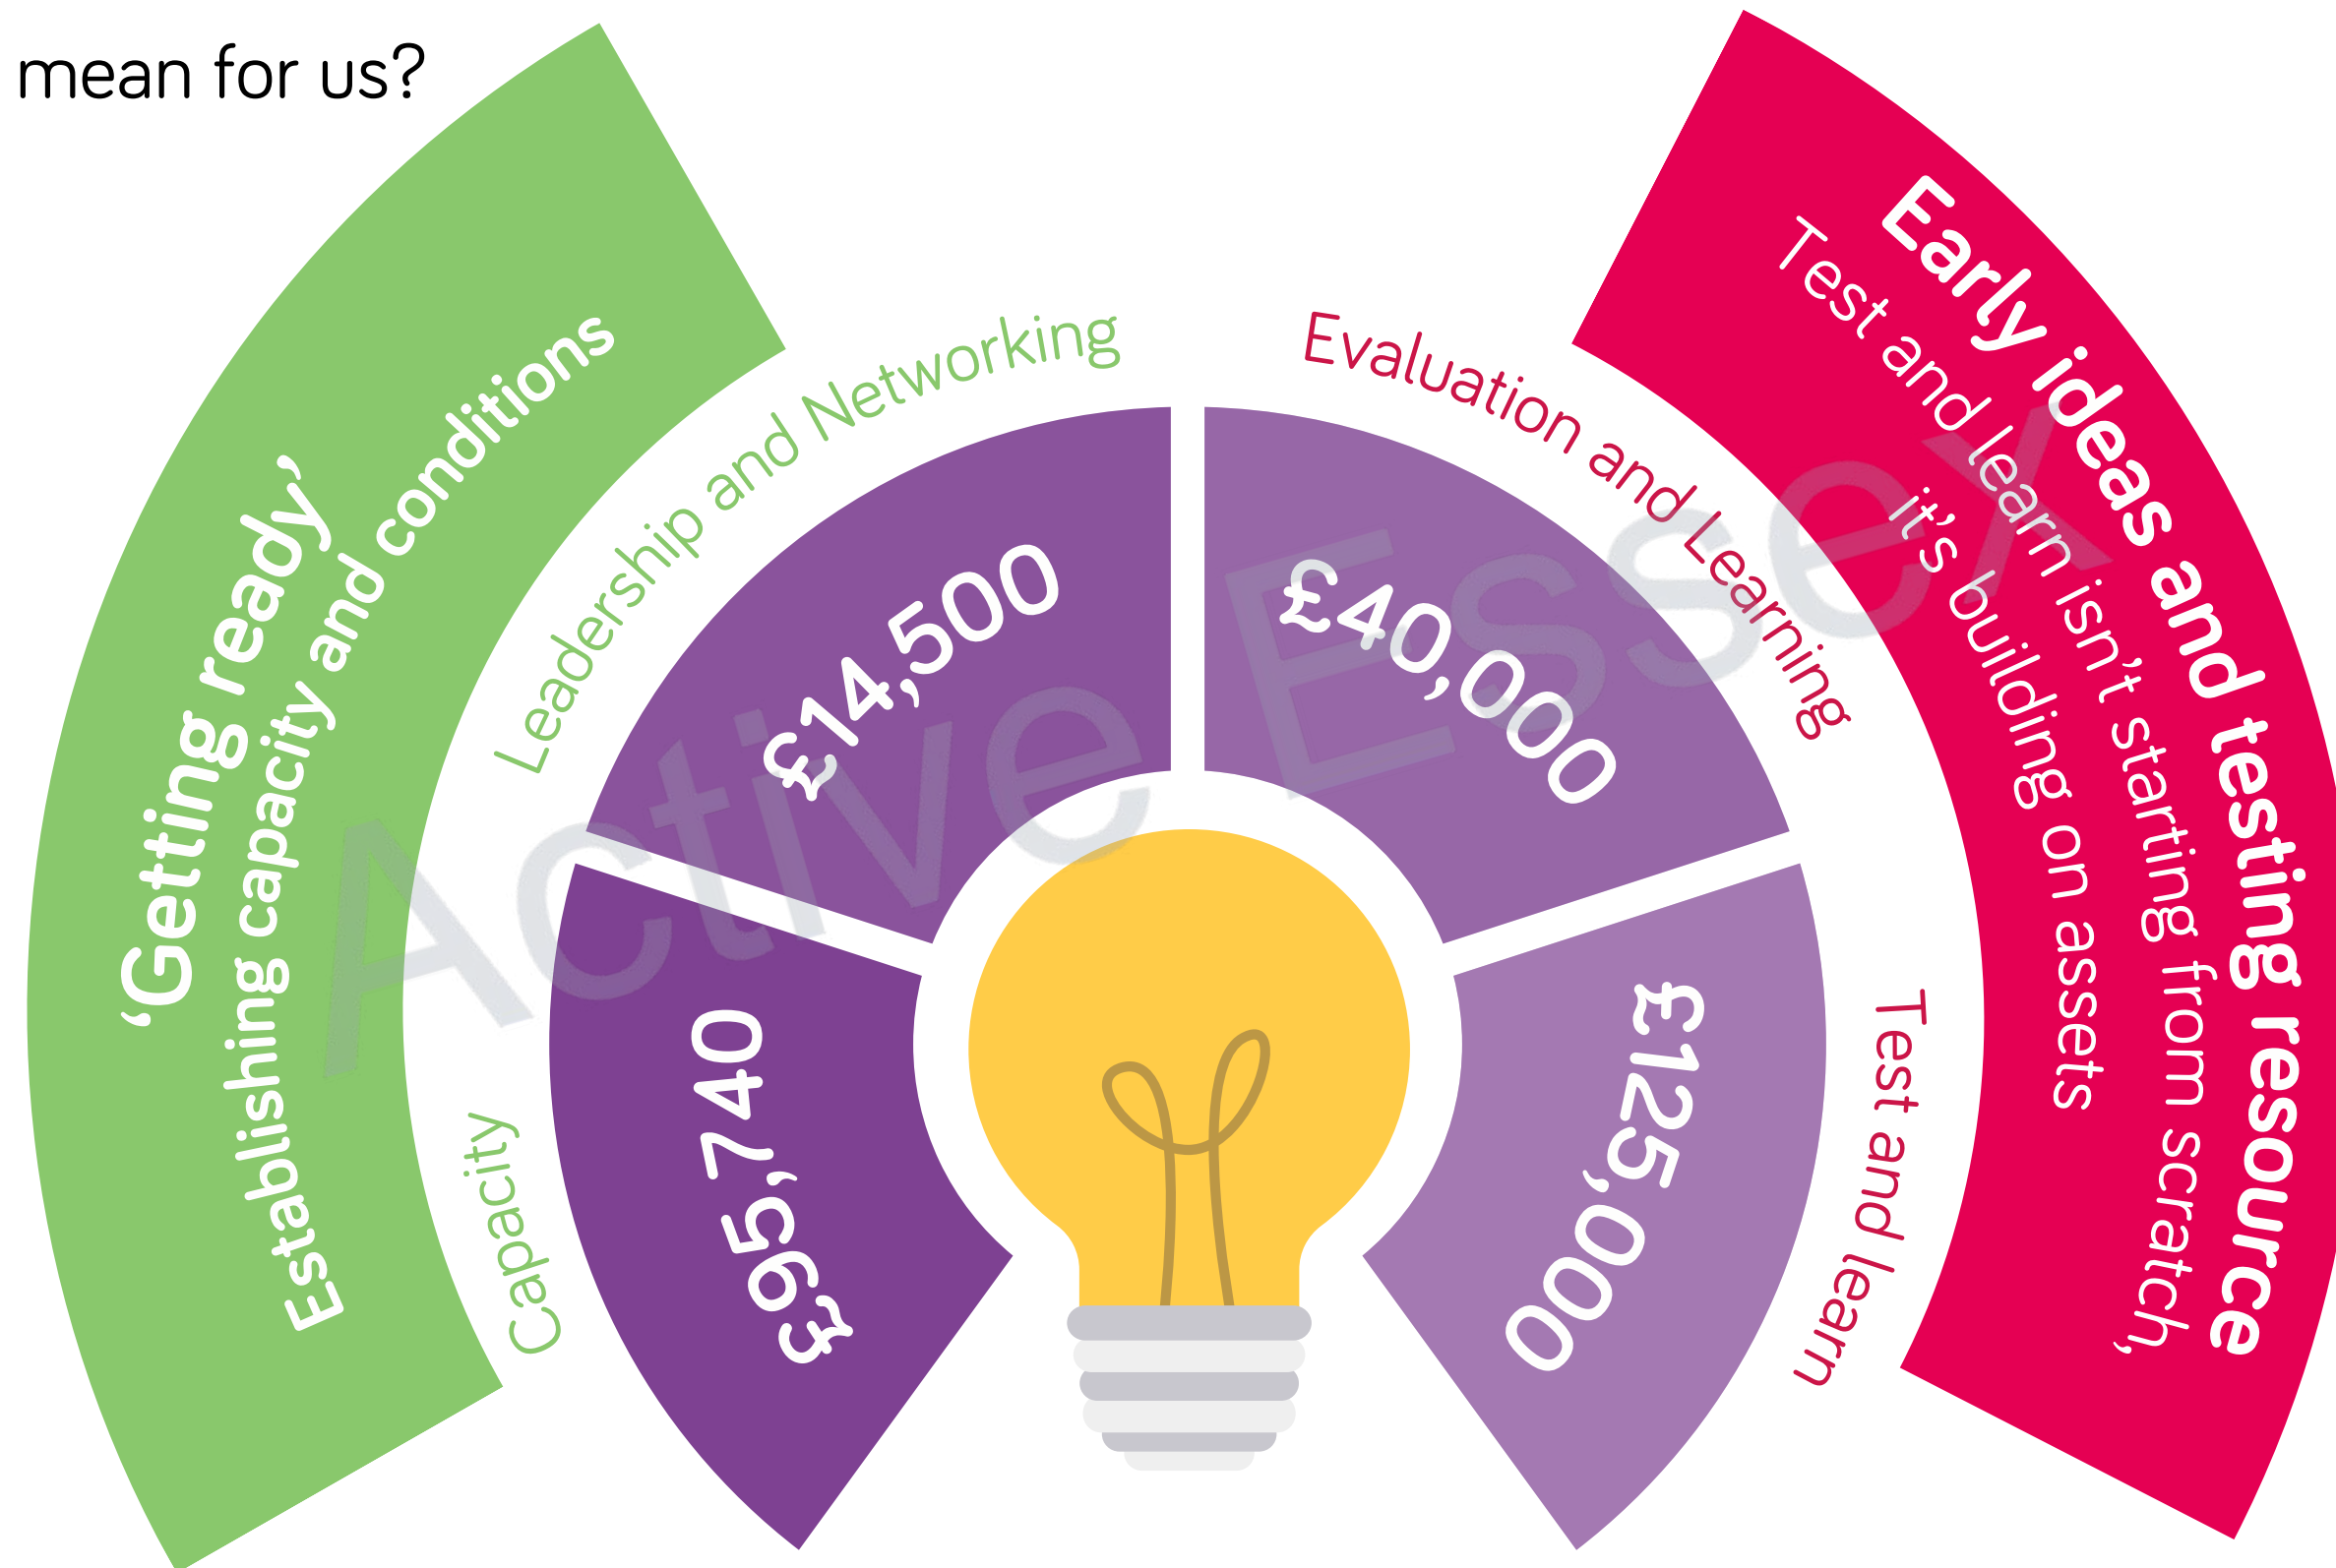 mean for us?
'Getting ready'
Establishing capacity and conditions
Capacity
Leadership and Networking
£65,740
£14,500
£40,000
£125,000
Evaluation and Learning
Test and learn
Early ideas and testing resource
Test and learn isn't starting from scratch,
it's building on assets
Active Essex